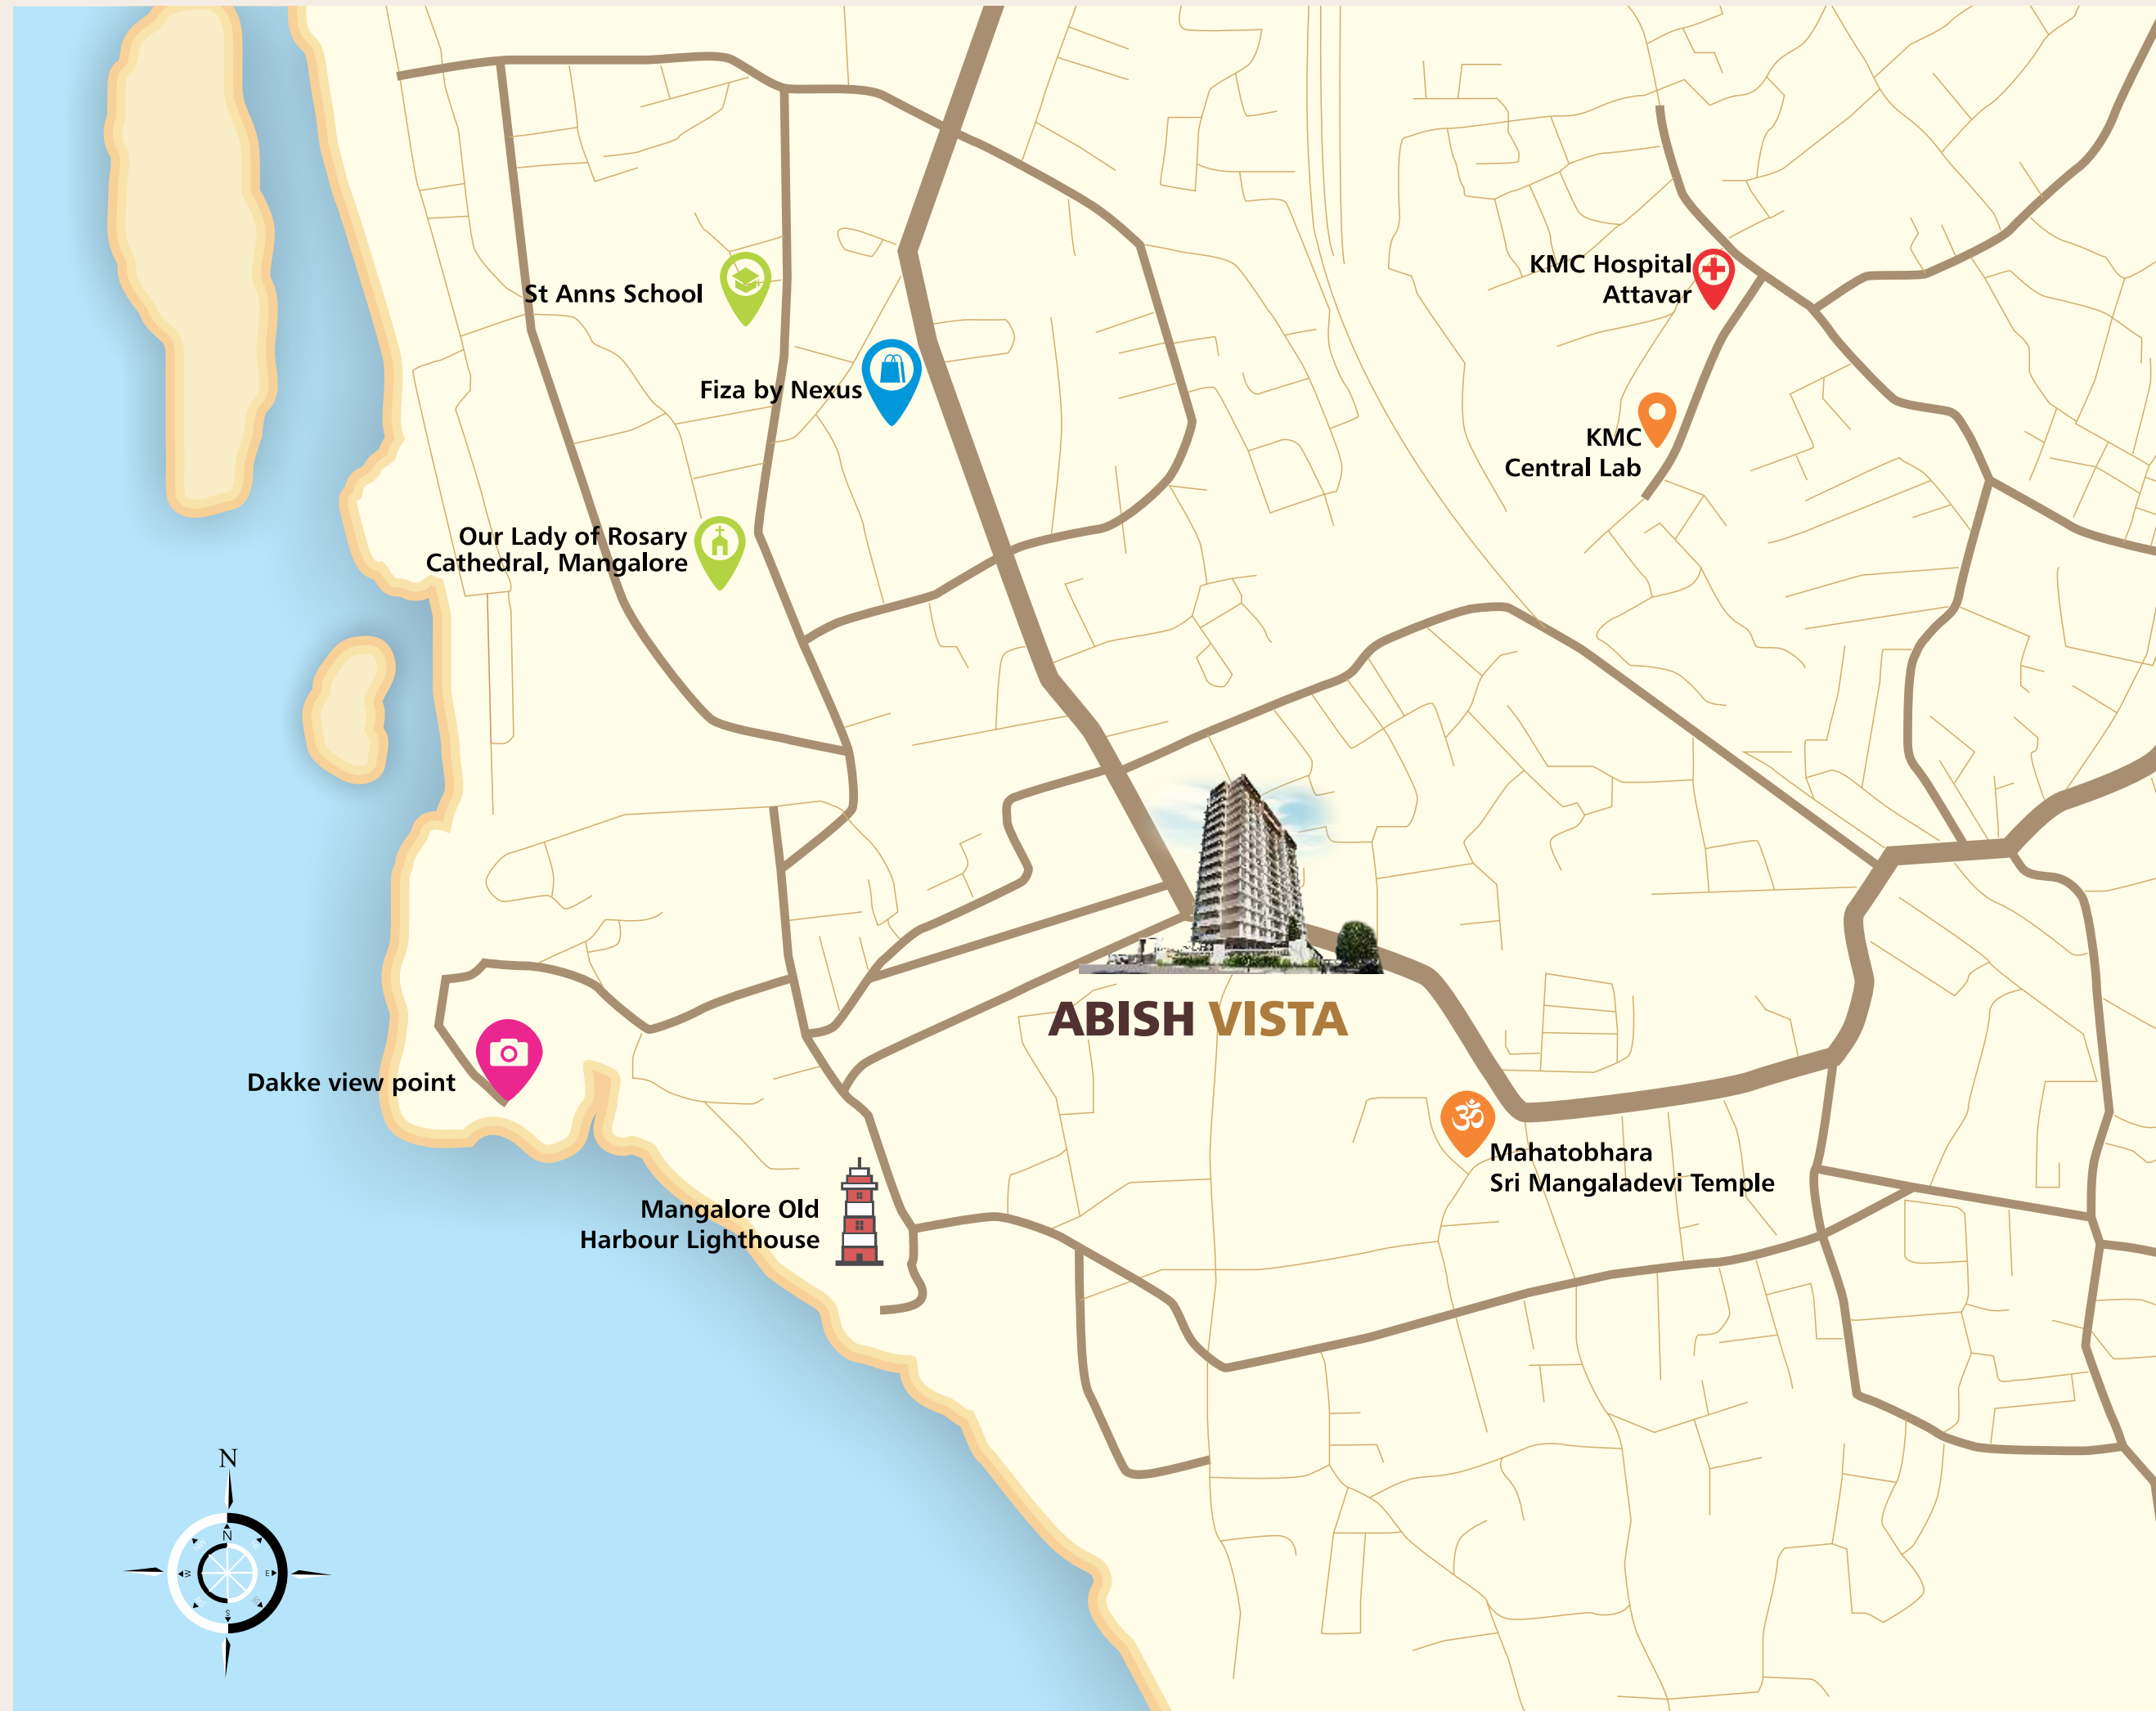 KMC Hospital
Attavar
St Anns School
Fiza by Nexus
KMC
Central Lab
Our Lady of Rosary
Cathedral, Mangalore
ABISH VISTA
Dakke view point
Mahatobhara
Sri Mangaladevi Temple
Mangalore Old
Harbour Lighthouse
ॐ
N
N
W
E
S